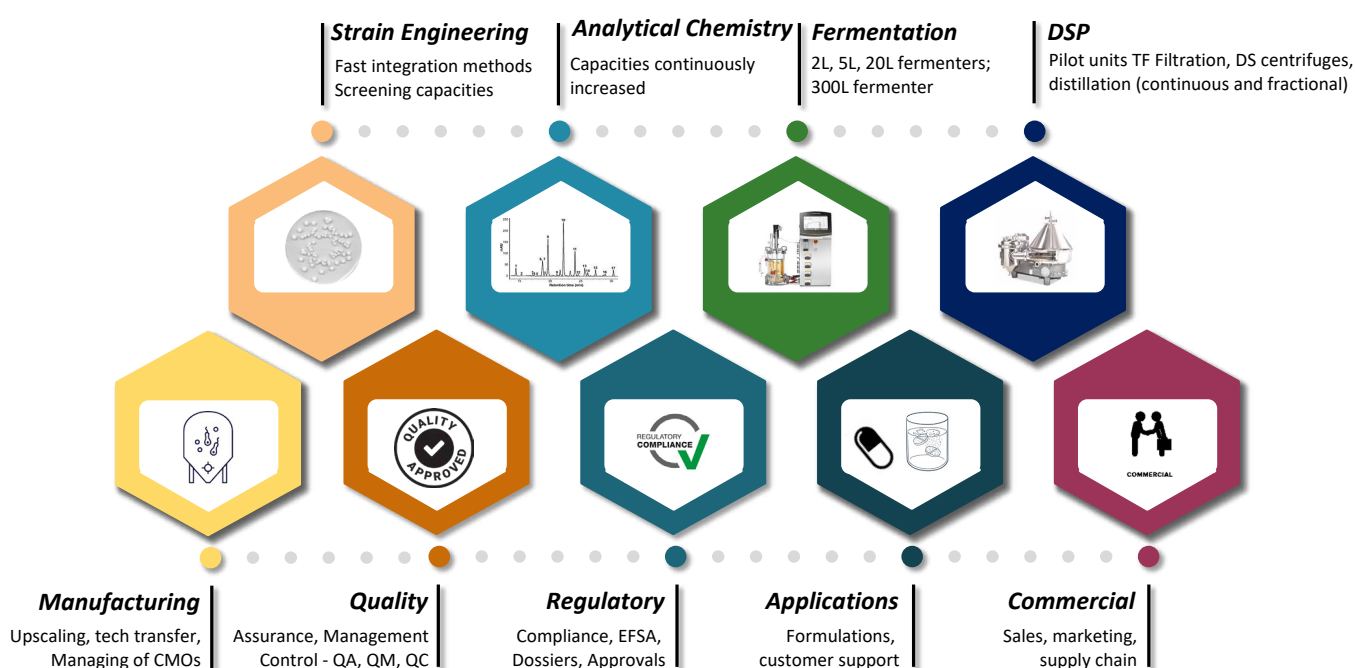 Strain Engineering
Fast integration methods
Screening capacities
Analytical Chemistry
Capacities continuously
increased
Fermentation
2L, 5L, 20L fermenters;
300L fermenter
DSP
Pilot units TF Filtration, DS centrifuges,
distillation (continuous and fractional)
Retention time (min)
QUALITY
APPROVED
REGULATORY
COMPLIANCE
COMMERCIAL
Manufacturing
Upscaling, tech transfer,
Managing of CMOs
Quality
Assurance, Management
Control - QA, QM, QC
Regulatory
Compliance, EFSA,
Dossiers, Approvals
Applications
Formulations,
customer support
Commercial
Sales, marketing,
supply chain